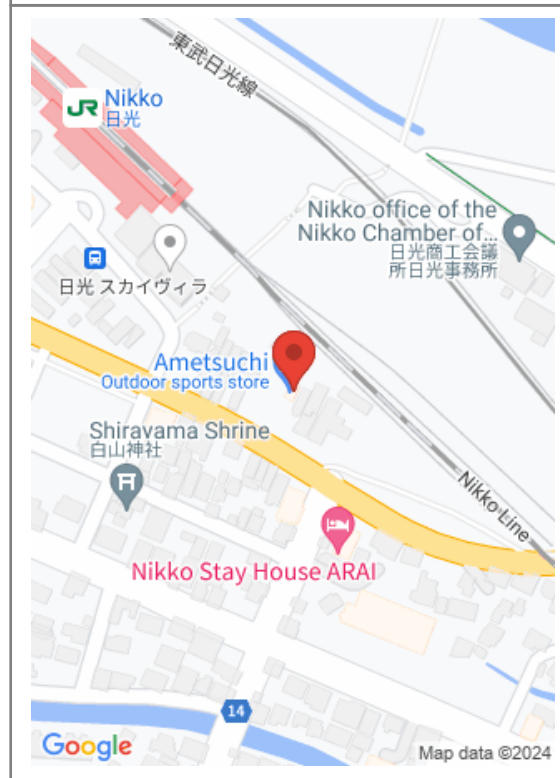 東武日光線
JR
Nikko
日光
Nikko office of the
Nikko Chamber of...
日光商工会議
所日光事務所
日光 スカイヴィラ
Ametsuchi
Outdoor sports store
Shirayama Shrine
白山神社
Nikko Line
Nikko Stay House ARAI
14
Google
Map data ©2024